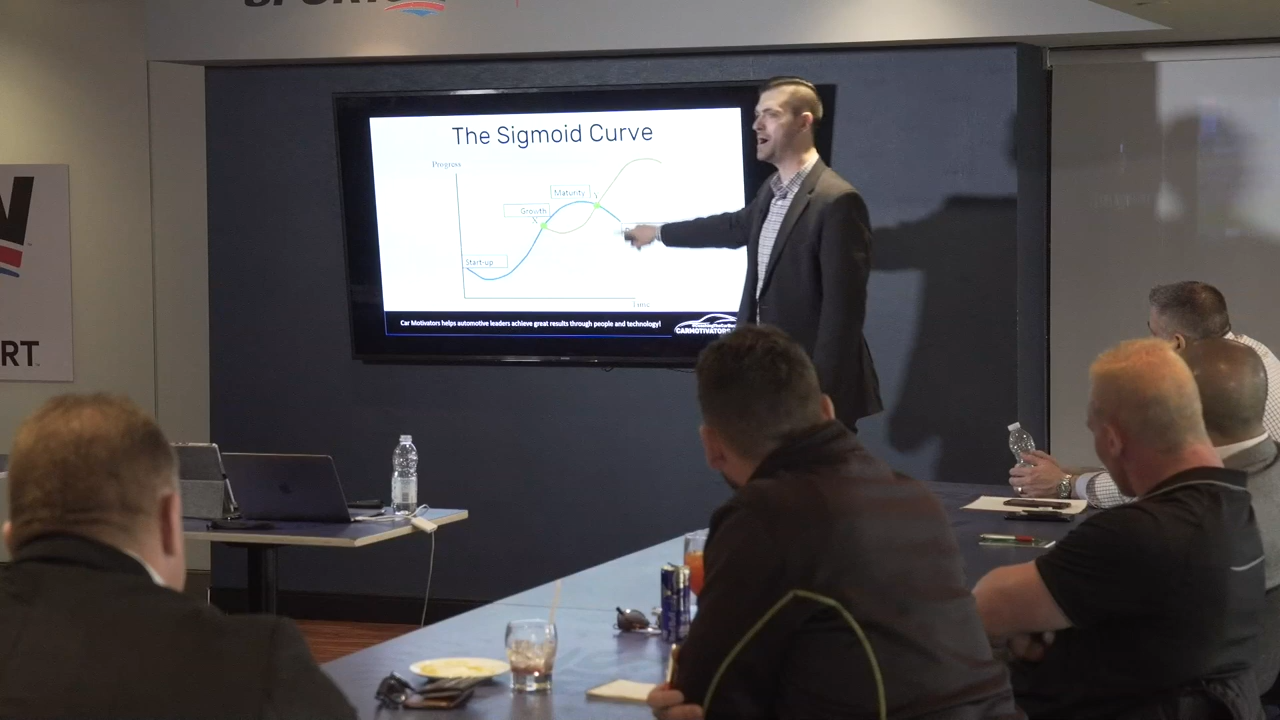 The Sigmoid Curve
Progress
Maturity
Growth
Start-up
Time
Car Motivators helps automotive leaders achieve great results through people and technology!
CARMOTIVATORS
RT